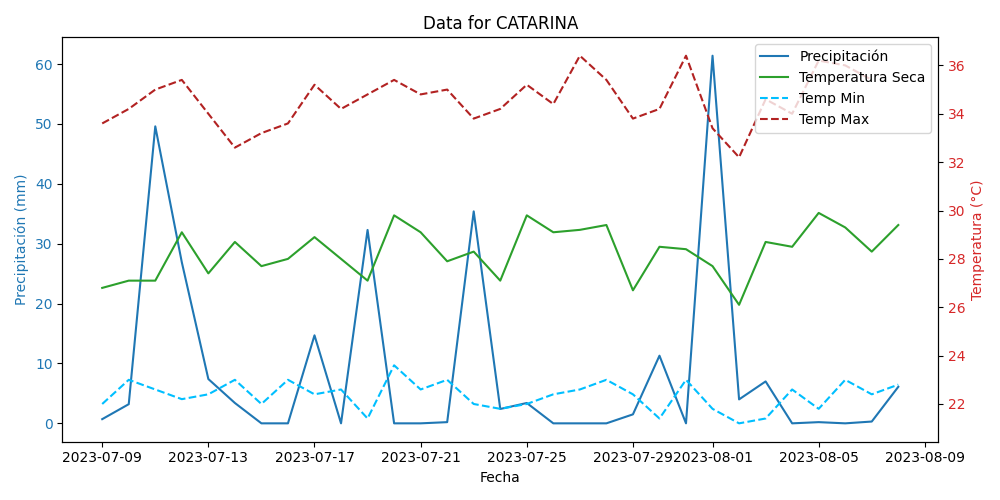 Data for CATARINA
Precipitación (mm)
60
50
40
30
20
10
0
Precipitación
Temperatura Seca
Temp Min
Temp Max
36
34
32
30
28
26
24
22
Temperatura (°C)
2023-07-09 2023-07-13 2023-07-17 2023-07-21 2023-07-25 2023-07-29 2023-08-01 2023-08-05 2023-08-09
Fecha